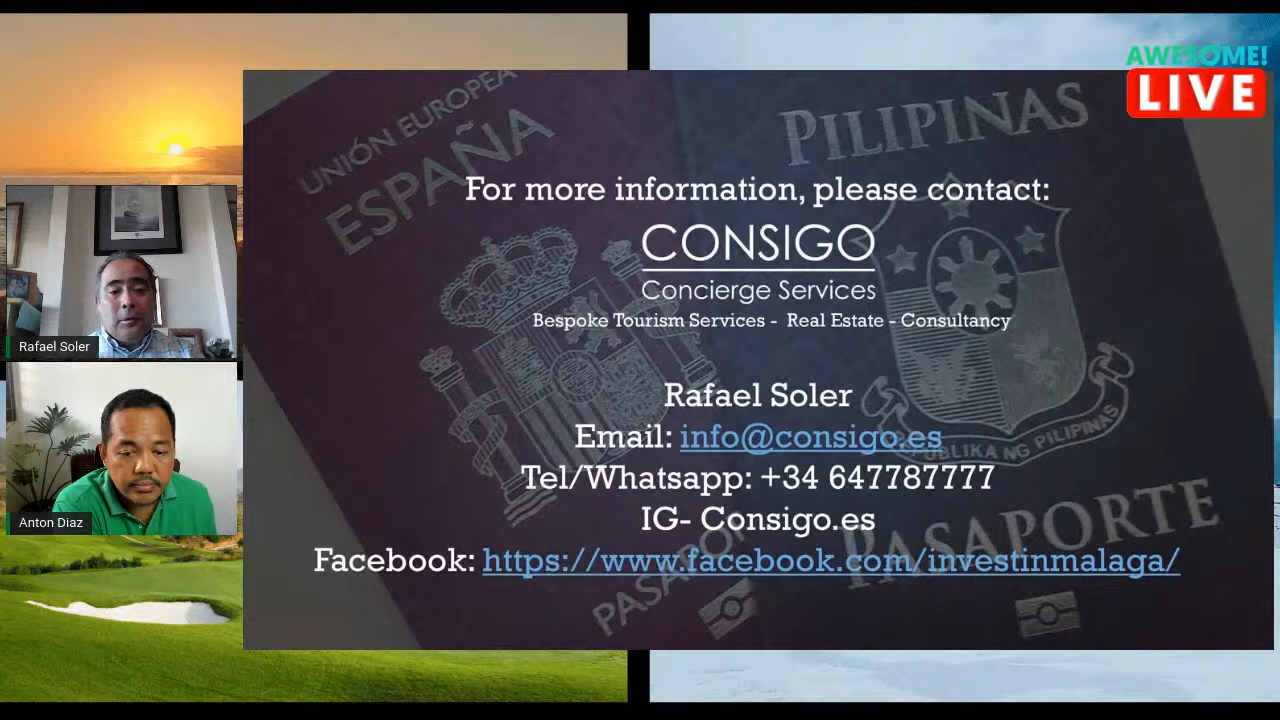 AWESOME!
LIVE
UNIÓN EUROPEA
ESPAÑA
PILIPINAS
For more information, please contact:
CONSIGO
Concierge Services
Bespoke Tourism Services - Real Estate - Consultancy
Rafael Soler
Email: info@consigo.es
Tel/Whatsapp: +34 647787777
IG- Consigo.es
Facebook: https://www.facebook.com/investinmalaga/
REPUBLIKA NG PILIPINAS
PASAPORTE
PASAPORT
Rafael Soler
Anton Diaz